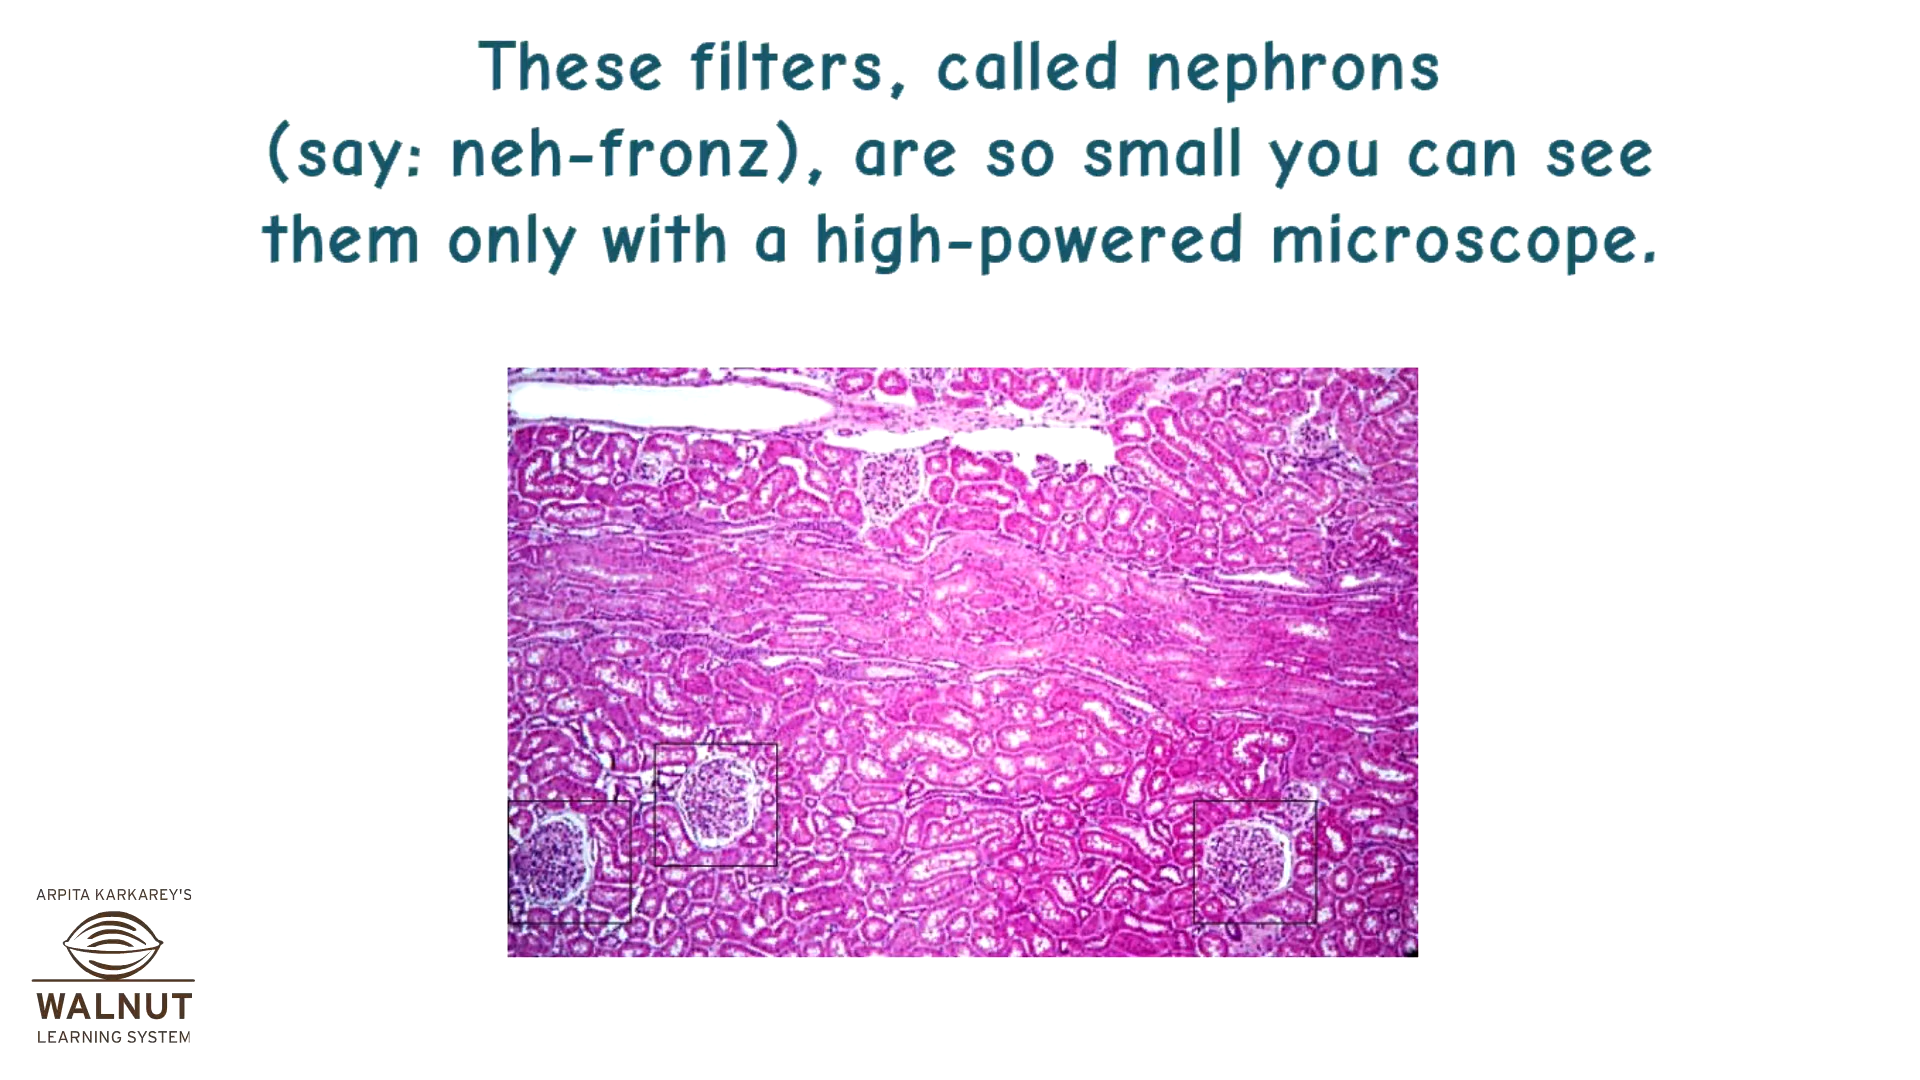 These filters, called nephrons
(say: neh-fronz), are so small you can see
them only with a high-powered microscope.
ARPITA KARKAREY'S
WALNUT
LEARNING SYSTEM